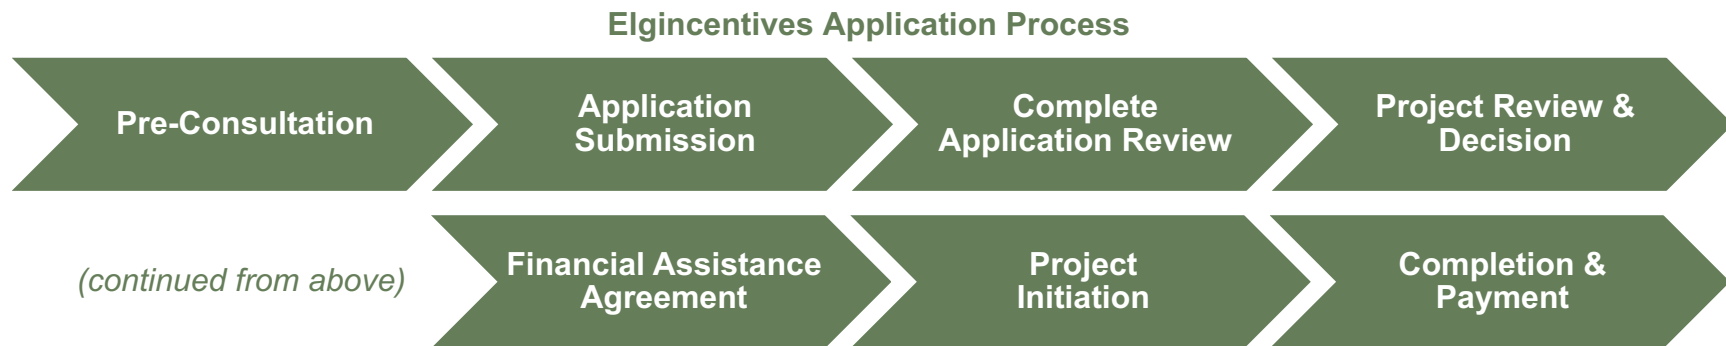 Elgincentives Application Process
Pre-Consultation
Application
Submission
Complete
Application Review
Project Review &
Decision
(continued from above)
Financial Assistance
Agreement
Project
Initiation
Completion &
Payment